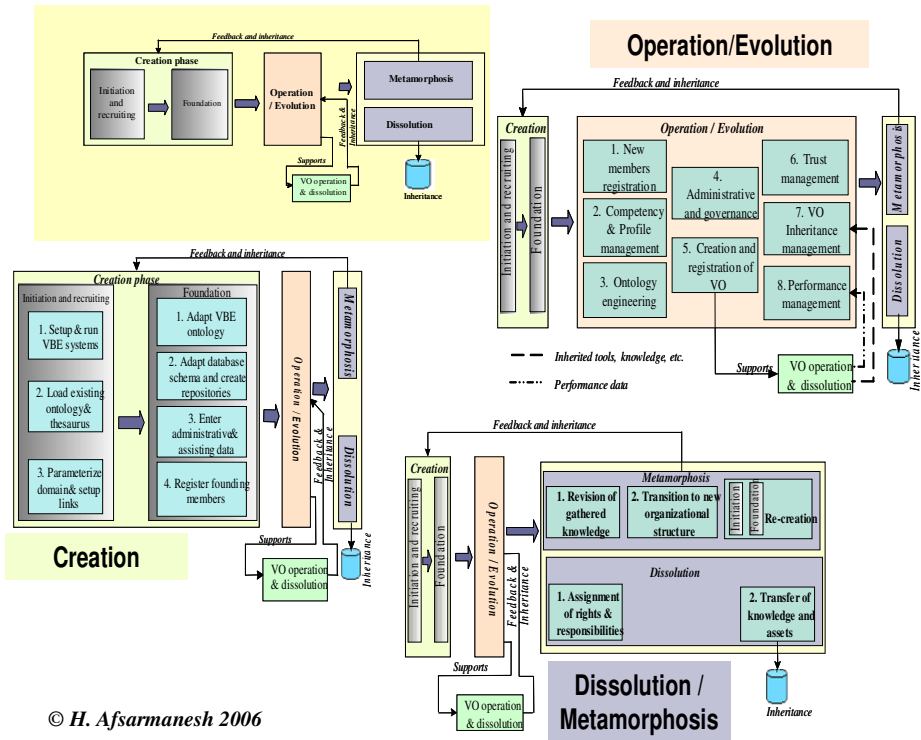 Feedback and inheritance
Creation phase
Initiation
and
recruiting
Foundation
Operation
/ Evolution
Metamorphosis
Dissolution
Feedback &
Inheritance
Supports
VO operation
& dissolution
Inheritance
Operation/Evolution
Feedback and inheritance
Creation
Initiation and recruiting
Foundation
Operation / Evolution
1. New
members
registration
2. Competency
& Profile
management
3. Ontology
engineering
4.
Administrative
and governance
5. Creation and
registration of
VO
6. Trust
management
7. VO
Inheritance
management
8. Performance
management
Metamorphosis
Dissolution
Inheritance
Inherited tools, knowledge, etc.
Performance data
Supports
VO operation
& dissolution
Feedback and inheritance
Creation phase
Initiation and recruiting
1. Setup & run
VBE systems
2. Load existing
ontology&
thesaurus
3. Parameterize
domain& setup
links
Foundation
1. Adapt VBE
ontology
2. Adapt database
schema and create
repositories
3. Enter
administrative&
assisting data
4. Register founding
members
Operation / Evolution
Feedback &
Inheritance
Metamorphosis
Dissolution
Supports
VO operation
& dissolution
Inheritance
Creation
Feedback and inheritance
Creation
Initiation and recruiting
Foundation
Operation / Evolution
Feedback &
Inheritance
Metamorphosis
1. Revision of
gathered
knowledge
2. Transition to new
organizational
structure
Initiation
Foundation
Re-creation
Dissolution
1. Assignment
of rights &
responsibilities
2. Transfer of
knowledge and
assets
Supports
VO operation
& dissolution
Inheritance
Dissolution /
Metamorphosis
© H. Afsarmanesh 2006